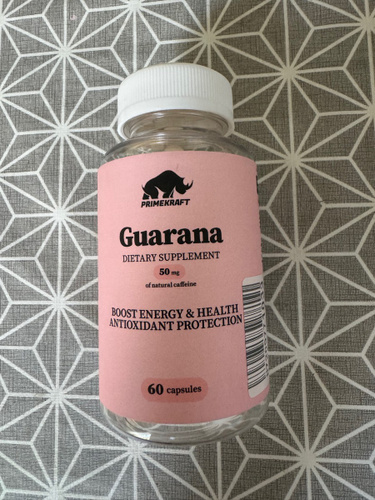 PRIMEKRAFT
Guarana
DIETARY SUPPLEMENT
50 mg
of natural caffeine
BOOST ENERGY & HEALTH
ANTIOXIDANT PROTECTION
60 capsules